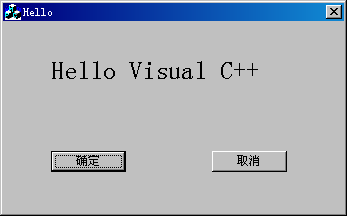 Hello
Hello Visual C++
确定
取消